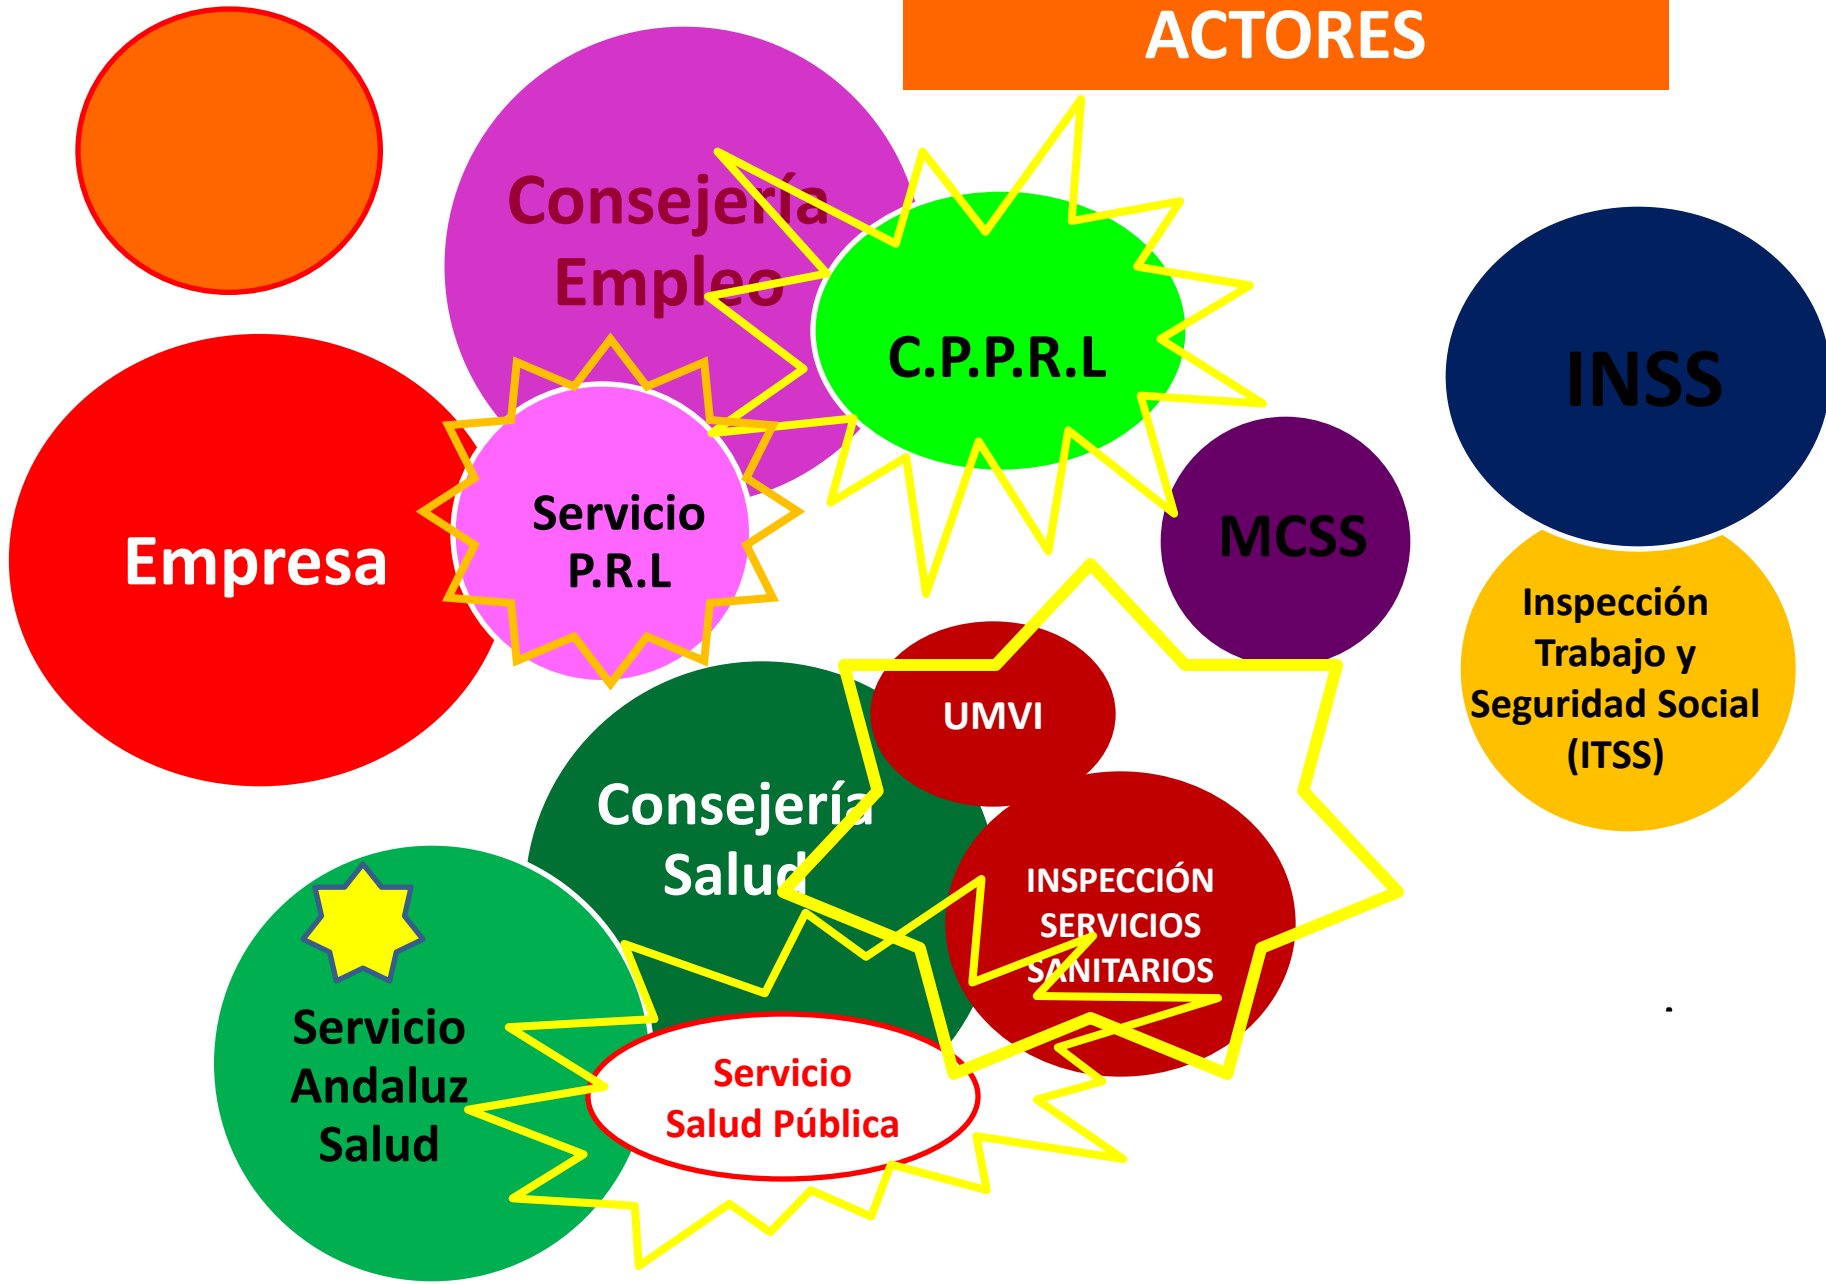 ACTORES
Consejería
Empleo
C.P.P.R.L
INSS
MCSS
Servicio
P.R.L
Empresa
Inspección
Trabajo y
Seguridad Social
(ITSS)
UMVI
Consejería
Salud
INSPECCIÓN
SERVICIOS
SANITARIOS
Servicio
Andaluz
Salud
Servicio
Salud Pública
.